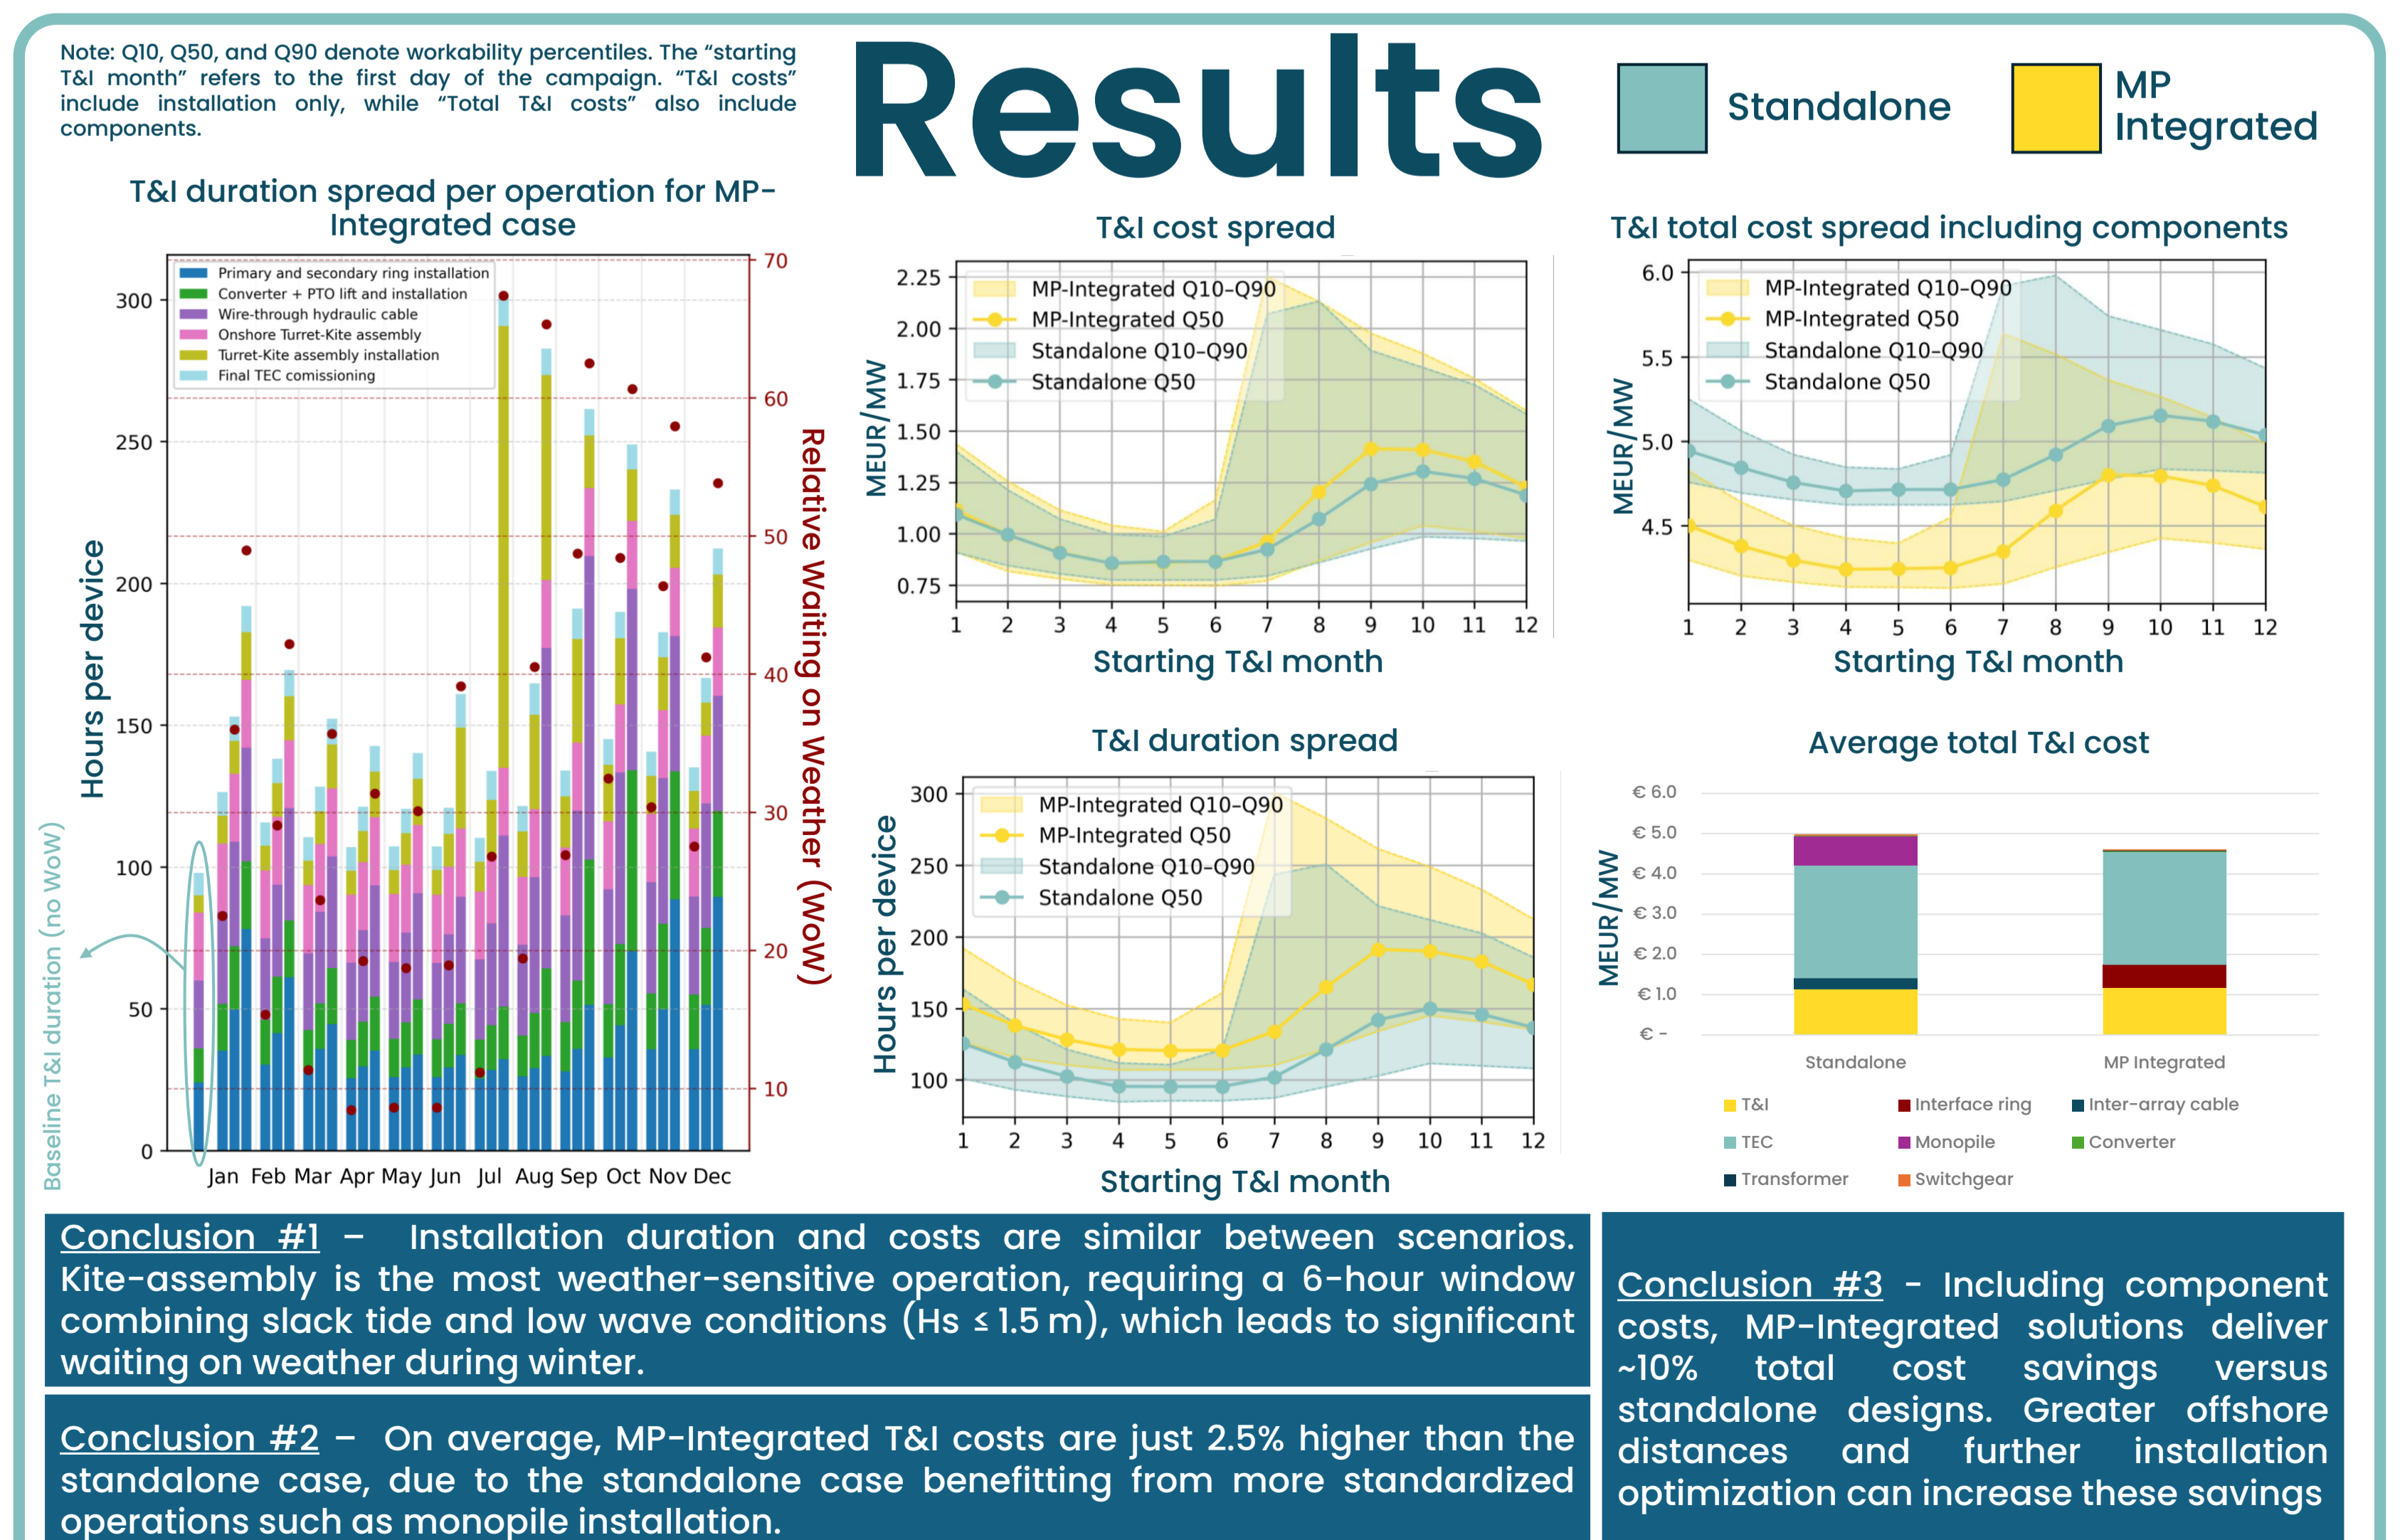 Note: Q10, Q50, and Q90 denote workability percentiles. The “starting
T&I month” refers to the first day of the campaign. “T&I costs”
include installation only, while “Total T&I costs” also include
components.
Results
Standalone
MP
Integrated
T&I duration spread per operation for MP-
Integrated case
Primary and secondary ring installation
Converter + PTO lift and installation
Wire-through hydraulic cable
Onshore Turret-Kite assembly
Turret-Kite assembly installation
Final TEC comissioning
Hours per device
300
250
200
150
100
50
0
70
60
50
40
30
20
10
Relative Waiting on Weather (WoW)
Baseline T&I duration (no WoW)
Jan Feb Mar Apr May Jun Jul Aug Sep Oct Nov Dec
T&I cost spread
MP-Integrated Q10–Q90
MP-Integrated Q50
Standalone Q10–Q90
Standalone Q50
MEUR/MW
2.25
2.00
1.75
1.50
1.25
1.00
0.75
1 2 3 4 5 6 7 8 9 10 11 12
Starting T&I month
T&I total cost spread including components
MP-Integrated Q10–Q90
MP-Integrated Q50
Standalone Q10–Q90
Standalone Q50
MEUR/MW
6.0
5.5
5.0
4.5
1 2 3 4 5 6 7 8 9 10 11 12
Starting T&I month
T&I duration spread
MP-Integrated Q10–Q90
MP-Integrated Q50
Standalone Q10–Q90
Standalone Q50
Hours per device
300
250
200
150
100
1 2 3 4 5 6 7 8 9 10 11 12
Starting T&I month
Average total T&I cost
MEUR/MW
€ 6.0
€ 5.0
€ 4.0
€ 3.0
€ 2.0
€ 1.0
€ -
Standalone MP Integrated
T&I Interface ring Inter-array cable
TEC Monopile Converter
Transformer Switchgear
Conclusion #1 – Installation duration and costs are similar between scenarios.
Kite-assembly is the most weather-sensitive operation, requiring a 6-hour window
combining slack tide and low wave conditions (Hs ≤ 1.5 m), which leads to significant
waiting on weather during winter.
Conclusion #2 – On average, MP-Integrated T&I costs are just 2.5% higher than the
standalone case, due to the standalone case benefitting from more standardized
operations such as monopile installation.
Conclusion #3 - Including component
costs, MP-Integrated solutions deliver
~10% total cost savings versus
standalone designs. Greater offshore
distances and further installation
optimization can increase these savings